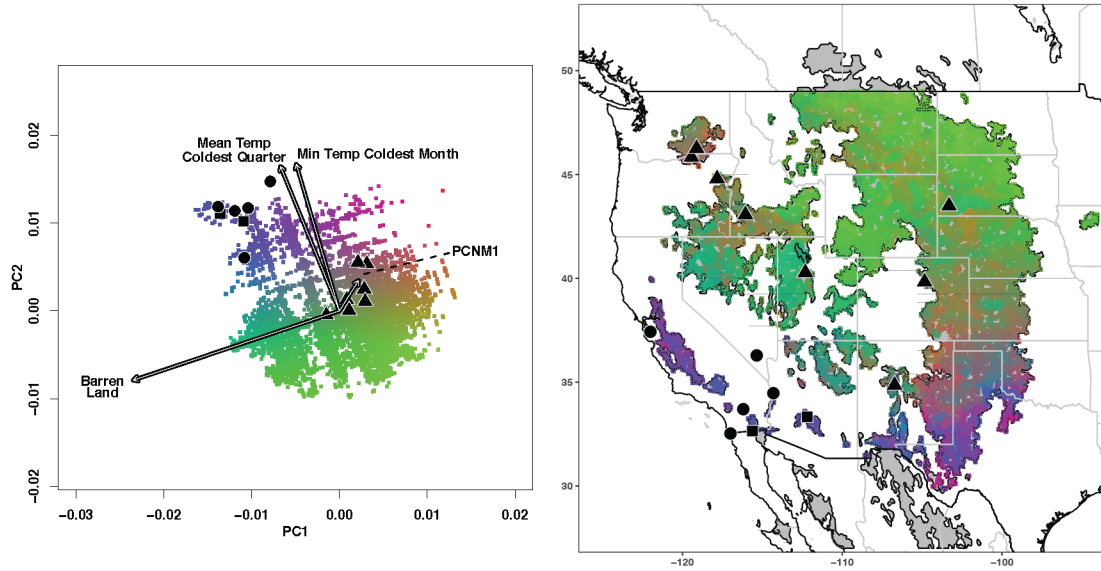 Mean Temp
Coldest Quarter
Min Temp Coldest Month
PCNM1
Barren
Land
PC2
0.02
0.01
0.00
−0.01
−0.02
−0.03
−0.02
−0.01
0.00
0.01
0.02
PC1
50
45
40
35
30
−120
−110
−100